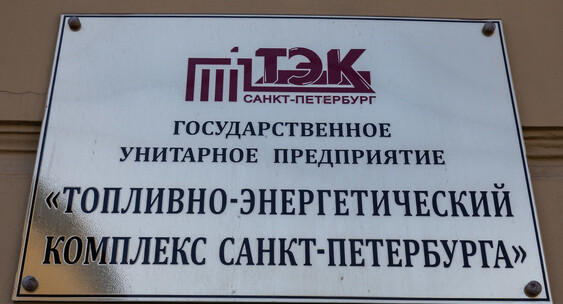 ТЭК
САНКТ-ПЕТЕРБУРГ
ГОСУДАРСТВЕННОЕ
УНИТАРНОЕ ПРЕДПРИЯТИЕ
«ТОПЛИВНО-ЭНЕРГЕТИЧЕСКИЙ
КОМПЛЕКС САНКТ-ПЕТЕРБУРГА»